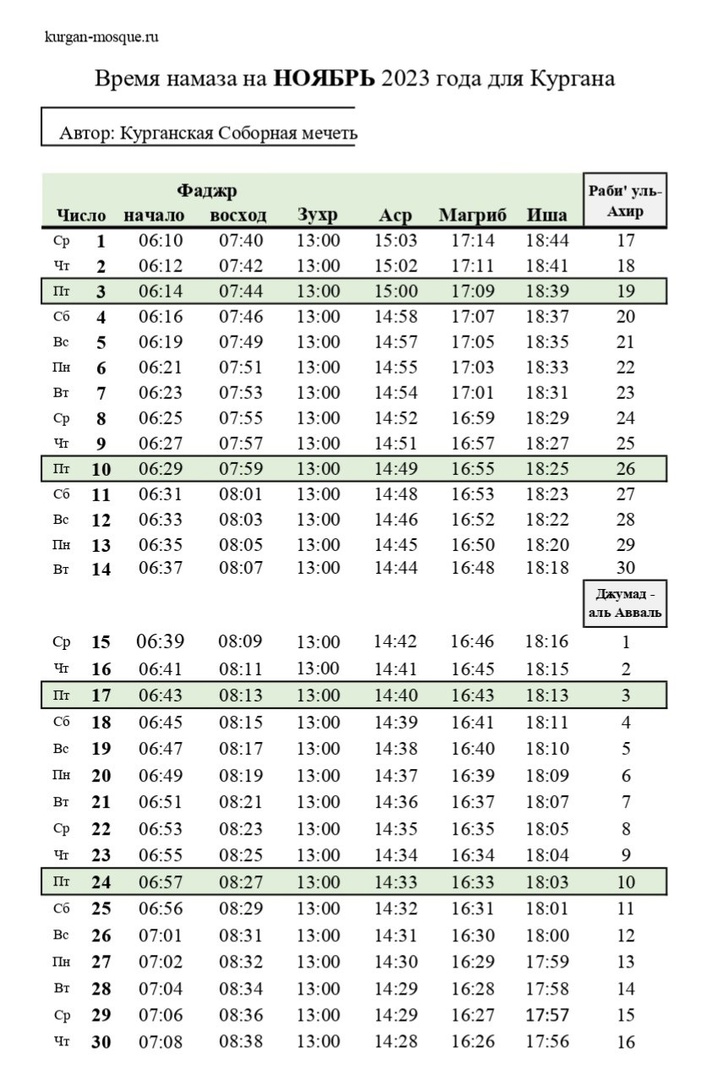 kurgan-mosque.ru
Время намаза на НОЯБРЬ 2023 года для Кургана
Автор: Курганская Соборная мечеть
Фаджр Раби' уль-
Число начало восход Зухр Аср Магриб Иша Ахир
Ср 1 06:10 07:40 13:00 15:03 17:14 18:44 17
Чт 2 06:12 07:42 13:00 15:02 17:11 18:41 18
Пт 3 06:14 07:44 13:00 15:00 17:09 18:39 19
Сб 4 06:16 07:46 13:00 14:58 17:07 18:37 20
Вс 5 06:19 07:49 13:00 14:57 17:05 18:35 21
Пн 6 06:21 07:51 13:00 14:55 17:03 18:33 22
Вт 7 06:23 07:53 13:00 14:54 17:01 18:31 23
Ср 8 06:25 07:55 13:00 14:52 16:59 18:29 24
Чт 9 06:27 07:57 13:00 14:51 16:57 18:27 25
Пт 10 06:29 07:59 13:00 14:49 16:55 18:25 26
Сб 11 06:31 08:01 13:00 14:48 16:53 18:23 27
Вс 12 06:33 08:03 13:00 14:46 16:52 18:22 28
Пн 13 06:35 08:05 13:00 14:45 16:50 18:20 29
Вт 14 06:37 08:07 13:00 14:44 16:48 18:18 30
Джумад -
аль Авваль
Ср 15 06:39 08:09 13:00 14:42 16:46 18:16 1
Чт 16 06:41 08:11 13:00 14:41 16:45 18:15 2
Пт 17 06:43 08:13 13:00 14:40 16:43 18:13 3
Сб 18 06:45 08:15 13:00 14:39 16:41 18:11 4
Вс 19 06:47 08:17 13:00 14:38 16:40 18:10 5
Пн 20 06:49 08:19 13:00 14:37 16:39 18:09 6
Вт 21 06:51 08:21 13:00 14:36 16:37 18:07 7
Ср 22 06:53 08:23 13:00 14:35 16:35 18:05 8
Чт 23 06:55 08:25 13:00 14:34 16:34 18:04 9
Пт 24 06:57 08:27 13:00 14:33 16:33 18:03 10
Сб 25 06:56 08:29 13:00 14:32 16:31 18:01 11
Вс 26 07:01 08:31 13:00 14:31 16:30 18:00 12
Пн 27 07:02 08:32 13:00 14:30 16:29 17:59 13
Вт 28 07:04 08:34 13:00 14:29 16:28 17:58 14
Ср 29 07:06 08:36 13:00 14:29 16:27 17:57 15
Чт 30 07:08 08:38 13:00 14:28 16:26 17:56 16